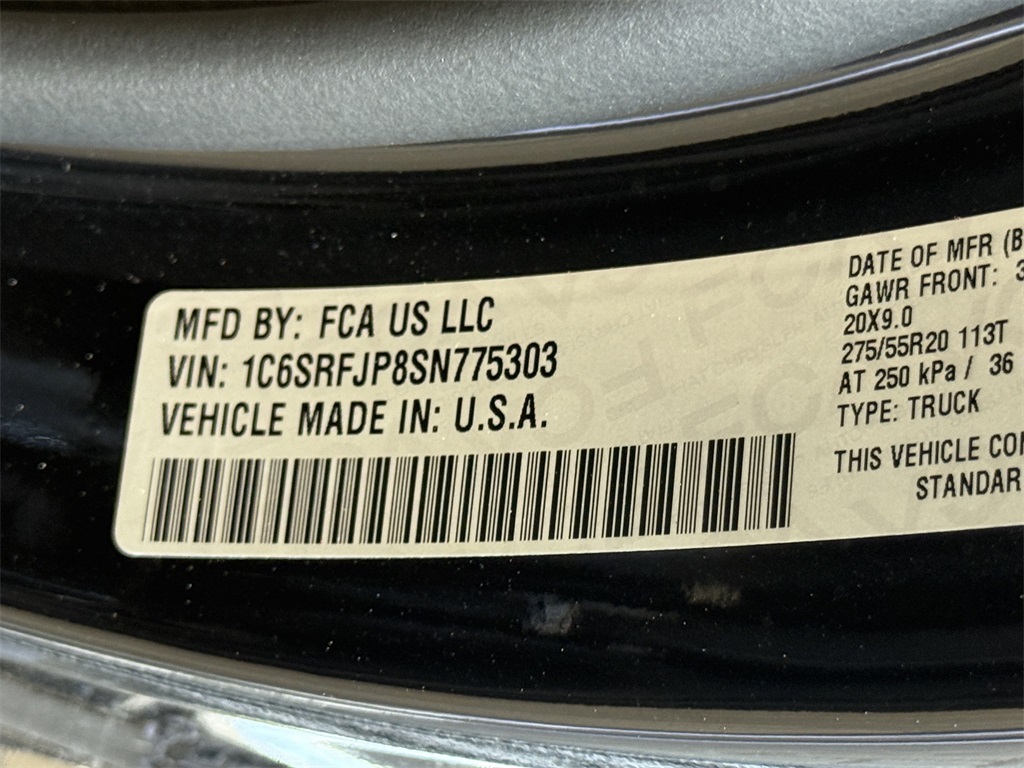 MFD BY: FCA US LLC
VIN: 1C6SRFJP8SN775303
VEHICLE MADE IN: U.S.A.
DATE OF MFR (B
GAWR FRONT: 3
20X9.0
275/55R20 113T
AT 250 kPa / 36
TYPE: TRUCK
THIS VEHICLE CON
STANDAR